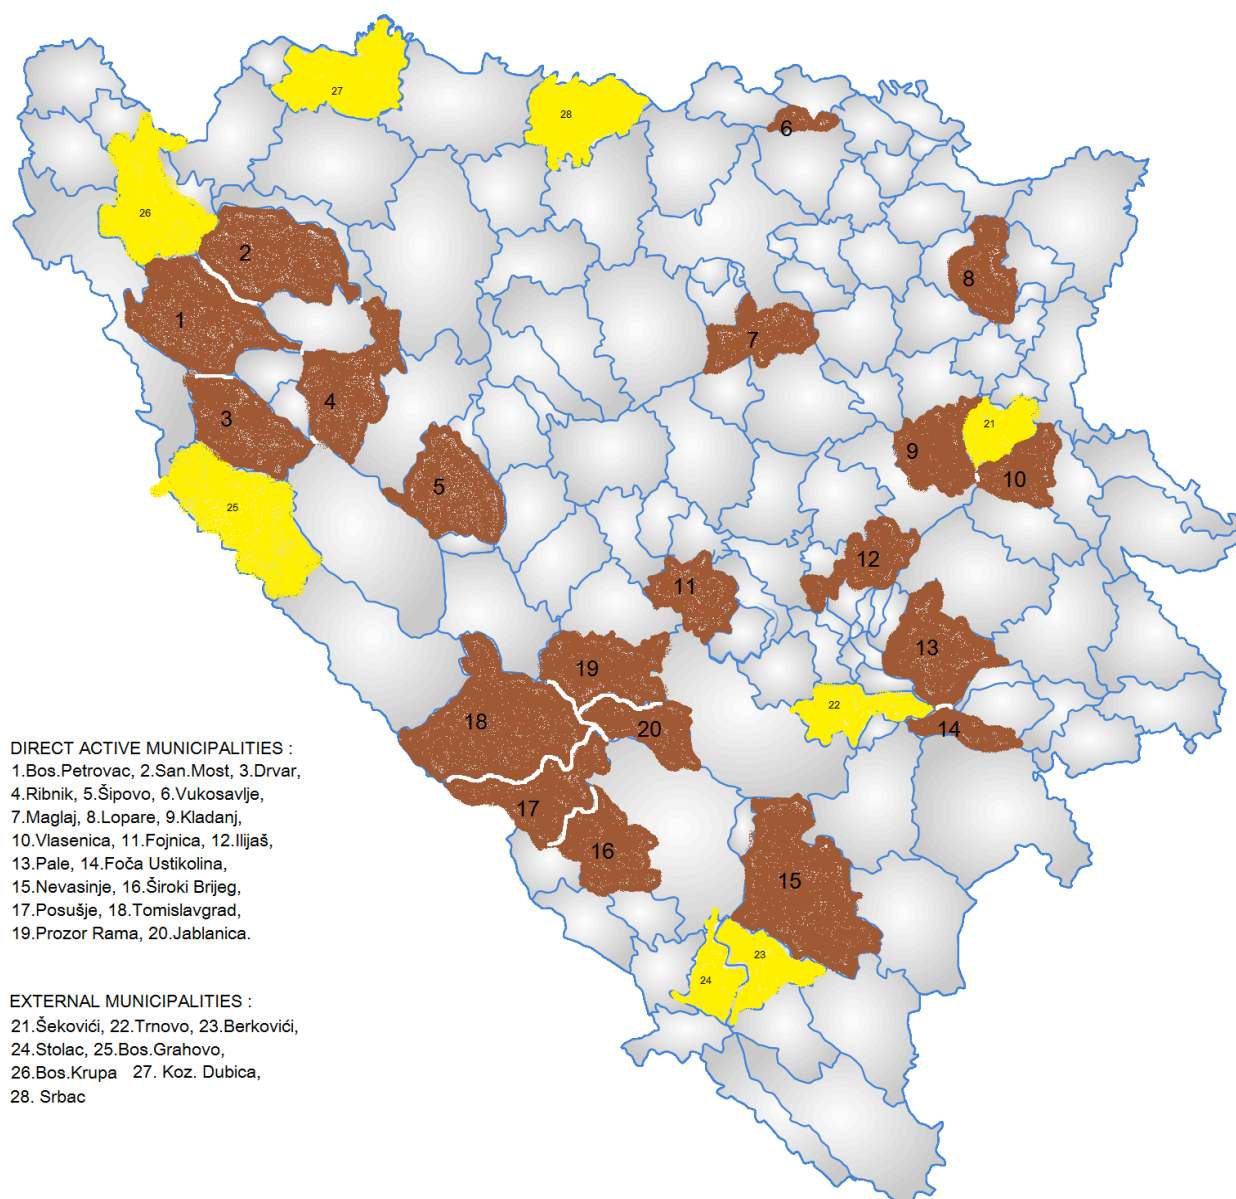 27
28
6
26
2
8
1
7
4
3
21
9
10
5
25
12
11
13
19
22
18
20
14
DIRECT ACTIVE MUNICIPALITIES :
1.Bos.Petrovac, 2.San.Most, 3.Drvar,
4.Ribnik, 5.Šipovo, 6.Vukosavlje,
7.Maglaj, 8.Lopare, 9.Kladanj,
10.Vlasenica, 11.Fojnica, 12.Ilijaš,
13.Pale, 14.Foča Ustikolina,
15.Nevasinje, 16.Široki Brijeg,
17.Posušje, 18.Tomislavgrad,
19.Prozor Rama, 20.Jablanica.
17
16
15
23
24
EXTERNAL MUNICIPALITIES :
21.Šekovići, 22.Trnovo, 23.Berkovići,
24.Stolac, 25.Bos.Grahovo,
26.Bos.Krupa 27. Koz. Dubica,
28. Srbac